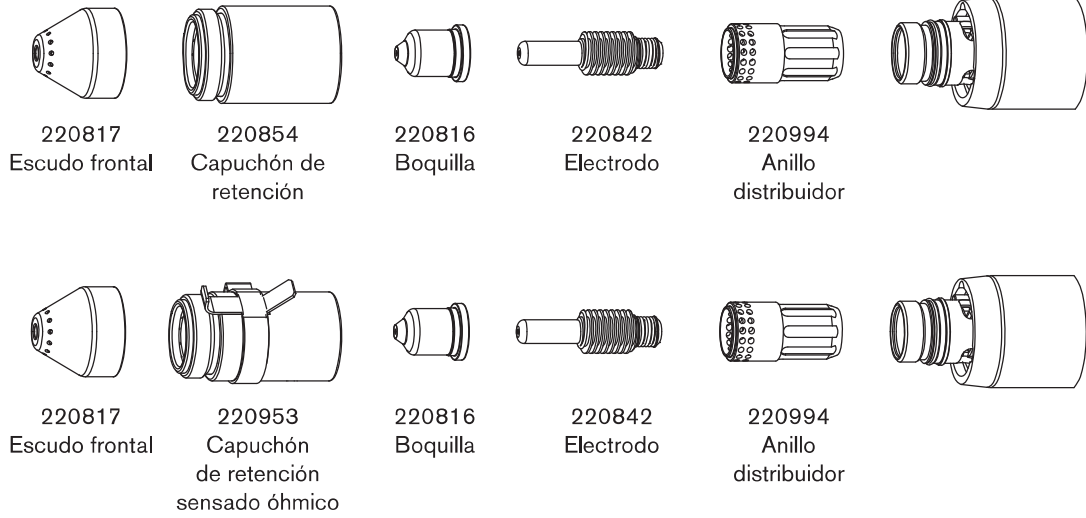 220817
Escudo frontal
220854
Capuchón de
retención
220816
Boquilla
220842
Electrodo
220994
Anillo
distribuidor
220817
Escudo frontal
220953
Capuchón
de retención
sensado óhmico
220816
Boquilla
220842
Electrodo
220994
Anillo
distribuidor